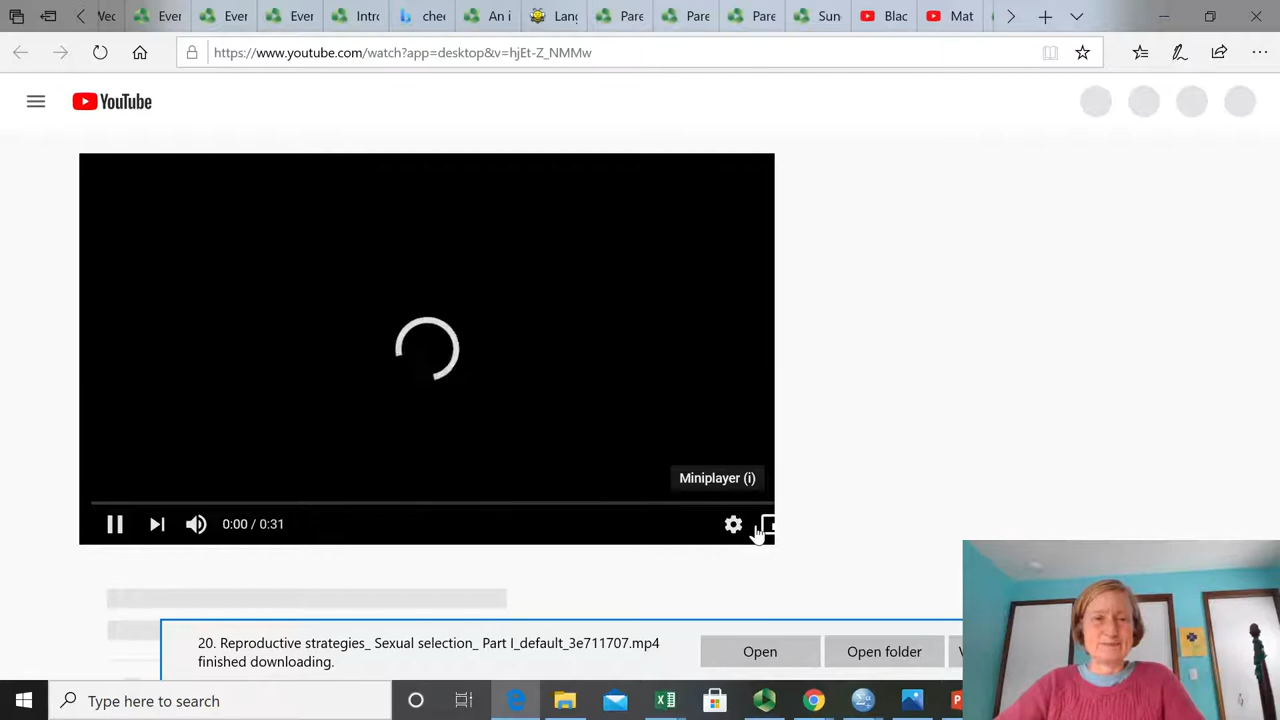 Vec
Ever
Ever
Ever
Intro
chee
An i
Lang
Pare
Pare
Pare
Sun
Blac
Mat
https://www.youtube.com/watch?app=desktop&v=hjEt-Z_NMMw
YouTube
Miniplayer (i)
0:00 / 0:31
20. Reproductive strategies_ Sexual selection_ Part I_default_3e711707.mp4
finished downloading.
Open
Open folder
V
Type here to search